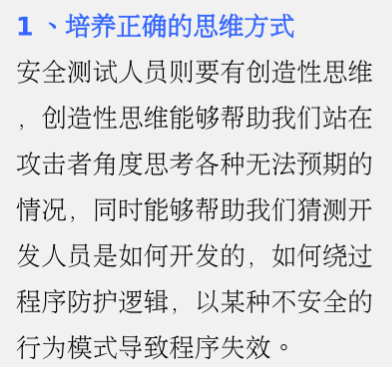 1、培养正确的思维方式
安全测试人员则要有创造性思维
，创造性思维能够帮助我们站在
攻击者角度思考各种无法预期的
情况，同时能够帮助我们猜测开
发人员是如何开发的，如何绕过
程序防护逻辑，以某种不安全的
行为模式导致程序失效。